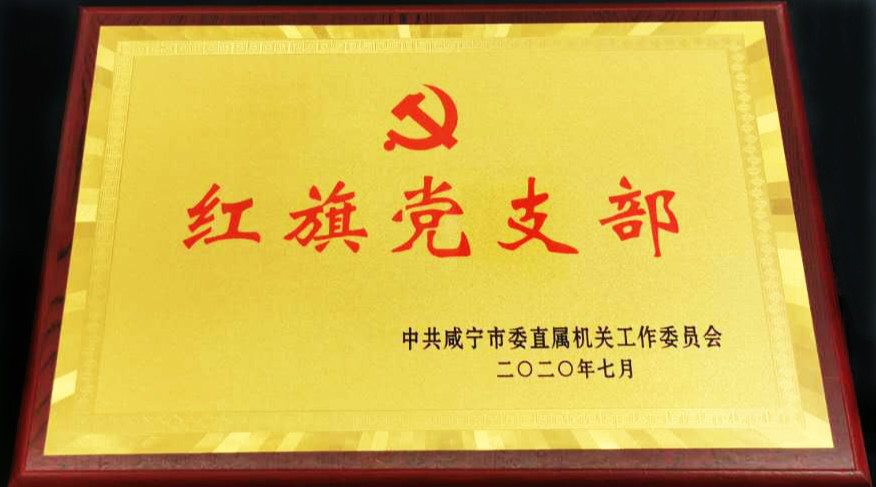 红旗党支部
中共咸宁市委直属机关工作委员会
二〇二〇年七月